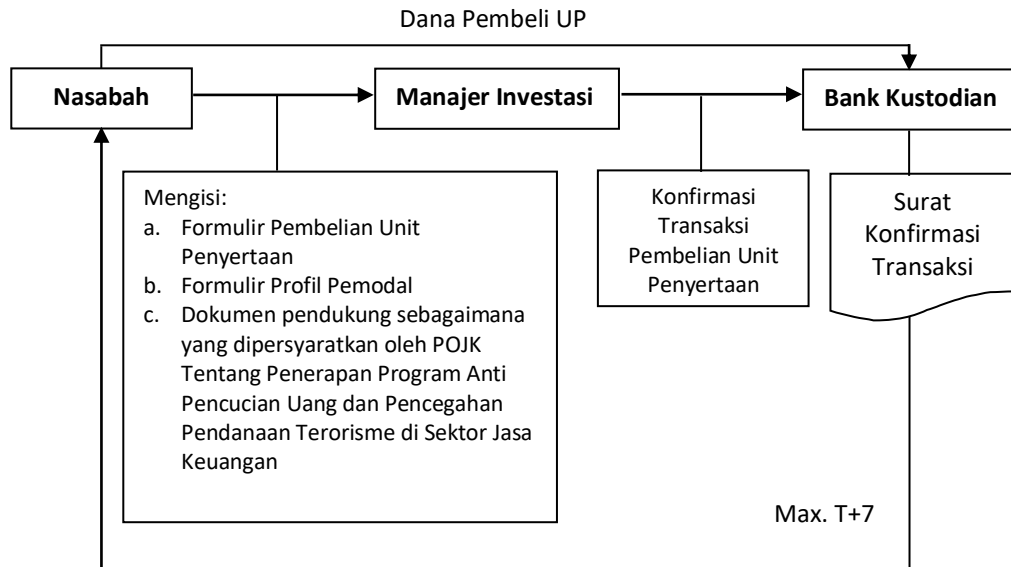 Dana Pembeli UP
Nasabah
Manajer Investasi
Bank Kustodian
Mengisi:
a. Formulir Pembelian Unit
Penyertaan
b. Formulir Profil Pemodal
c. Dokumen pendukung sebagaimana
yang dipersyaratkan oleh POJK
Tentang Penerapan Program Anti
Pencucian Uang dan Pencegahan
Pendanaan Terorisme di Sektor Jasa
Keuangan
Konfirmasi
Transaksi
Pembelian Unit
Penyertaan
Surat
Konfirmasi
Transaksi
Max. T+7